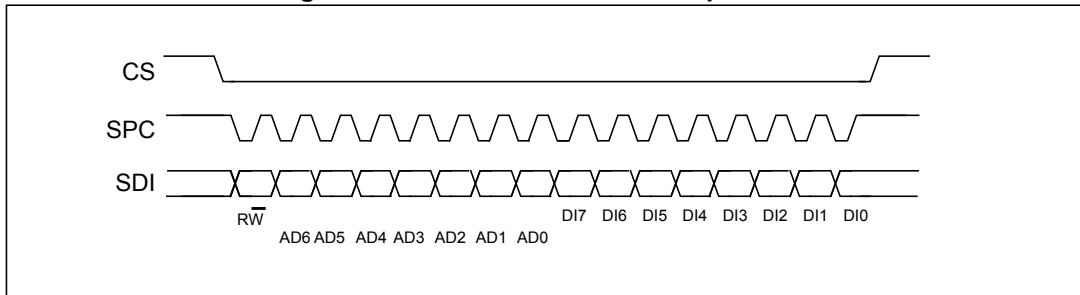 CS
SPC
SDI
RW̅ DI7 DI6 DI5 DI4 DI3 DI2 DI1 DI0
AD6 AD5 AD4 AD3 AD2 AD1 AD0